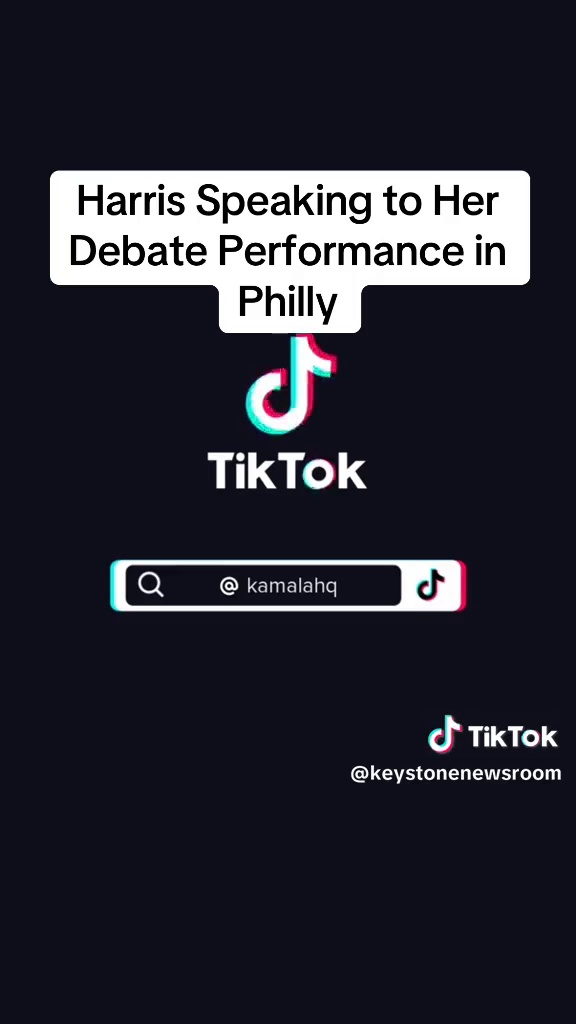 Harris Speaking to Her
Debate Performance in
Philly
TikTok
@ kamalahq
TikTok
@keystonenewsroom